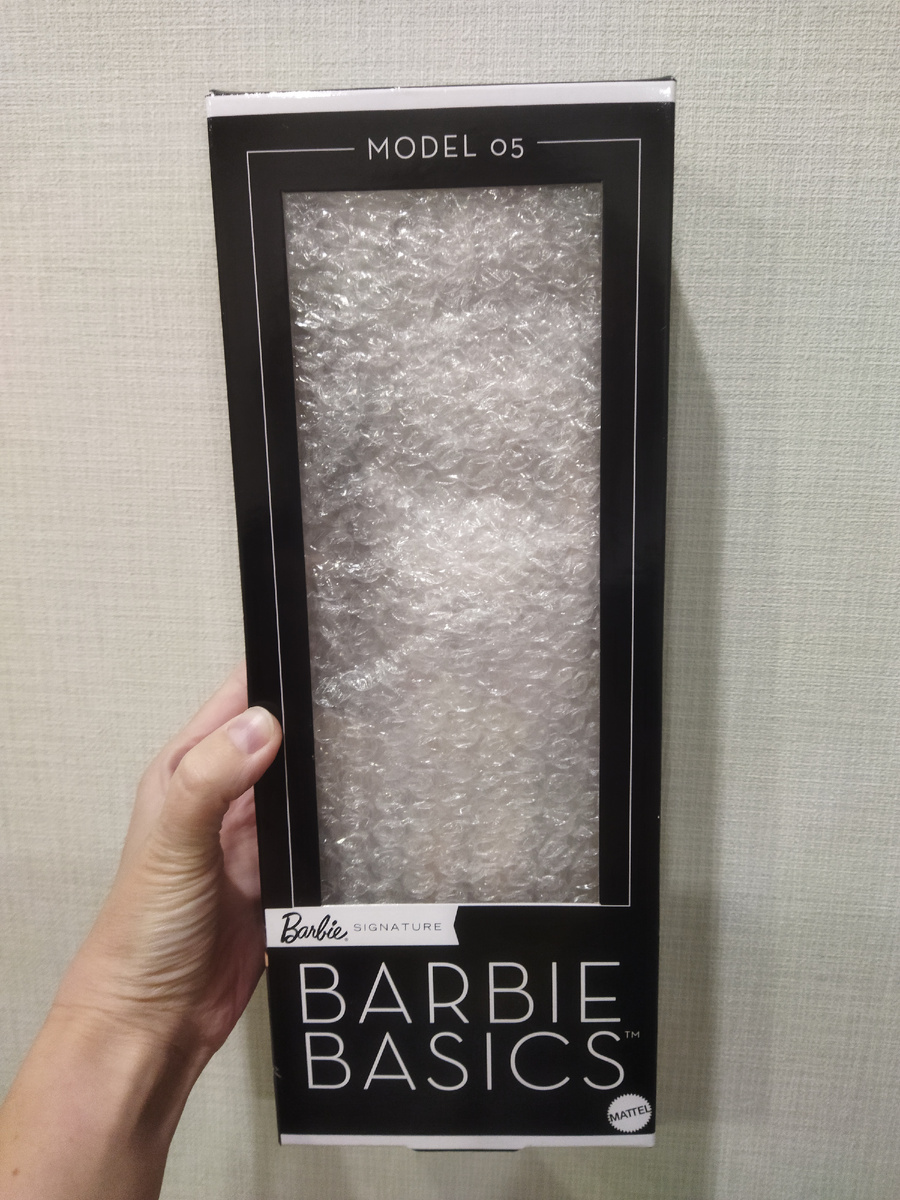 MODEL 05
Barbie SIGNATURE
BARBIE
BASICS™
MATTEL